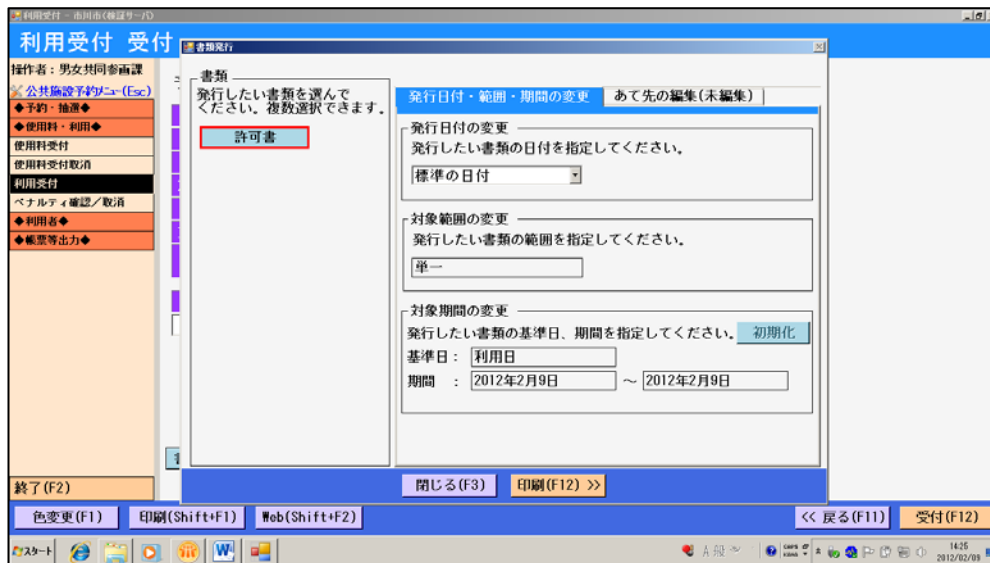 利用受付 - 市川市(検証サーバ)
利用受付 受付
操作者：男女共同参画課
公共施設予約メニュー(Esc)
◆予約・抽選◆
◆使用料・利用◆
使用料受付
使用料受付取消
利用受付
ペナルティ確認／取消
◆利用者◆
◆帳票等出力◆
終了(F2)
書類発行
書類
発行したい書類を選んで
ください。複数選択できます。
許可書
発行日付・範囲・期間の変更
あて先の編集(未編集)
発行日付の変更
発行したい書類の日付を指定してください。
標準の日付
対象範囲の変更
発行したい書類の範囲を指定してください。
単一
対象期間の変更
発行したい書類の基準日、期間を指定してください。 初期化
基準日： 利用日
期間 ： 2012年2月9日 ～ 2012年2月9日
閉じる(F3) 印刷(F12) >>
色変更(F1) 印刷(Shift+F1) Web(Shift+F2) << 戻る(F11) 受付(F12)
スタート A 般 CAPS KANA 14:25
2012/02/09